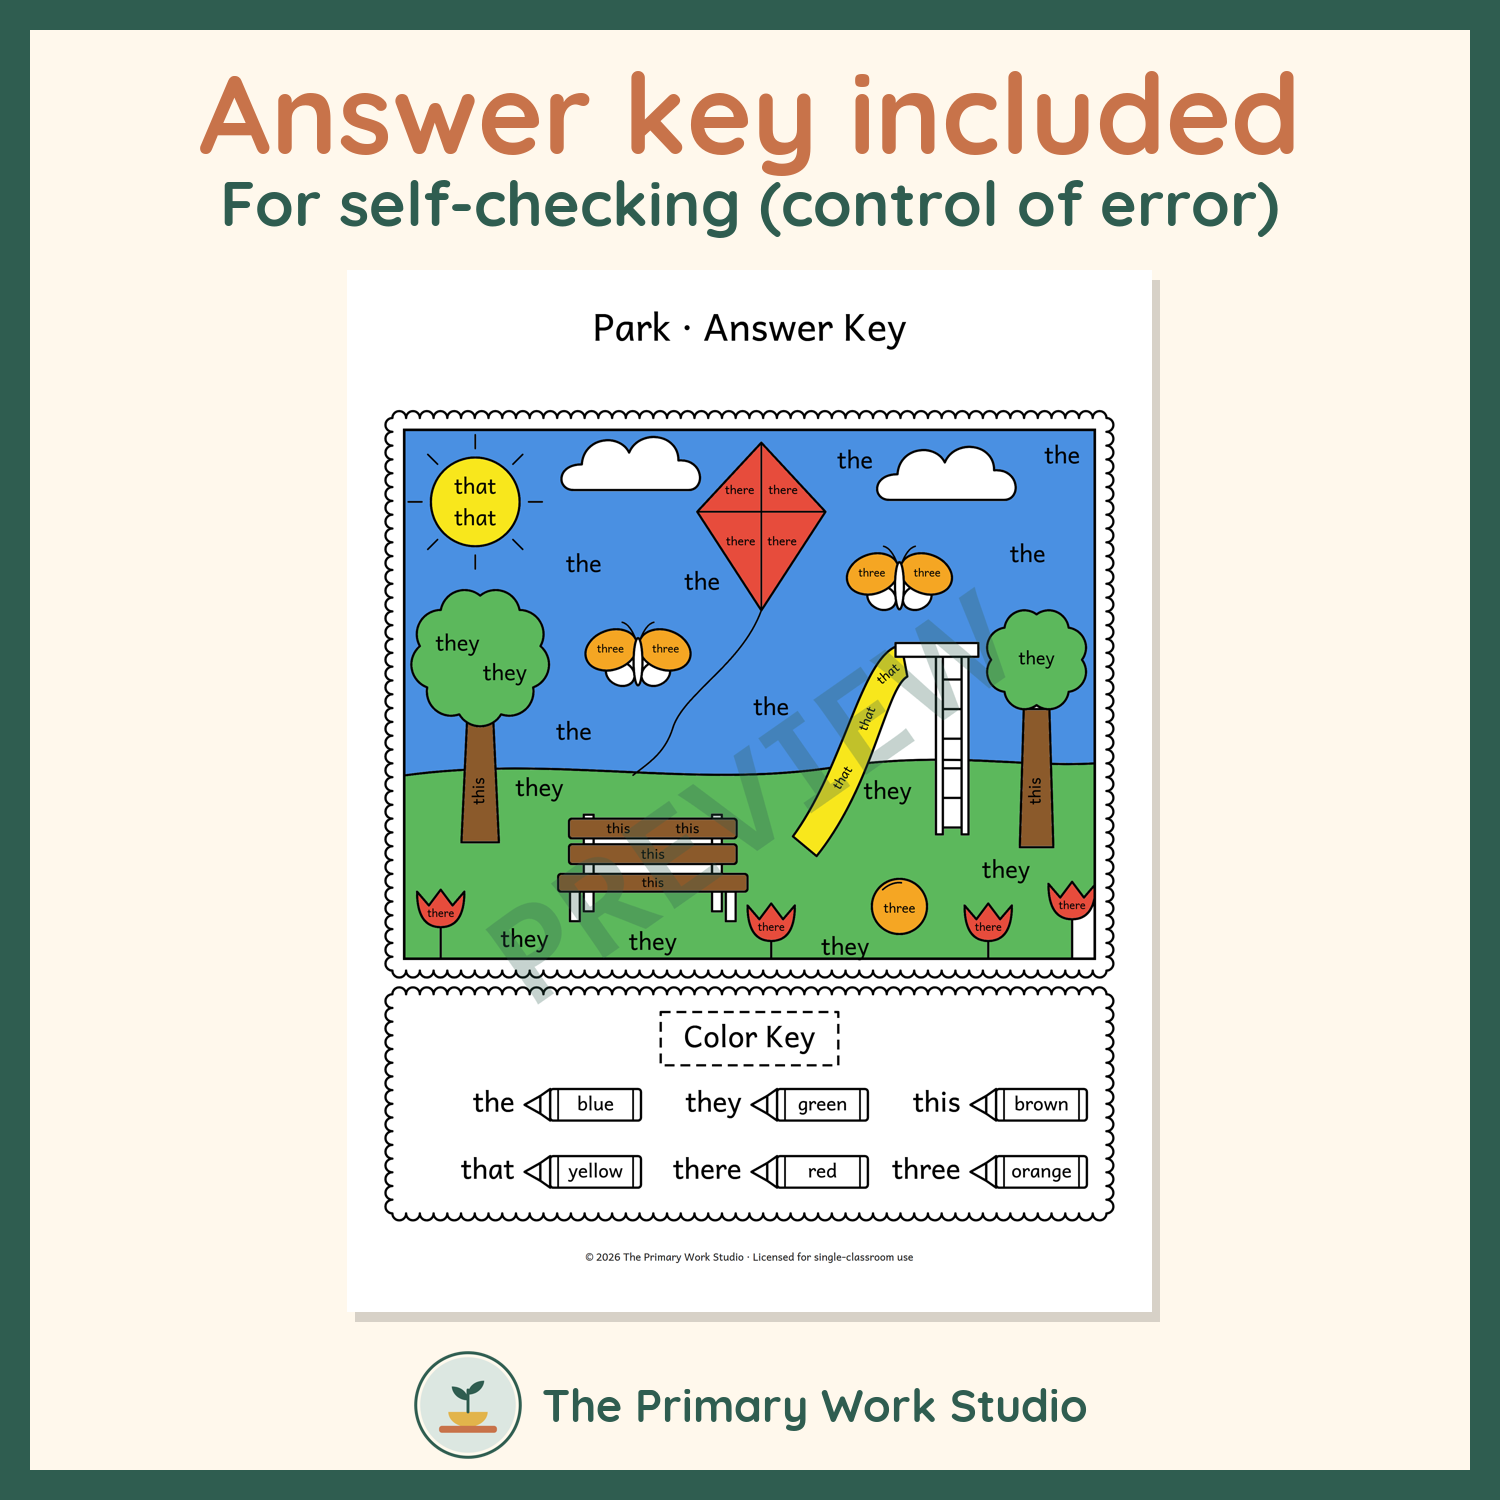 Answer key included
For self-checking (control of error)
Park · Answer Key
that
that
the
the
there there
there there
the
the
the
three three
three three
they
they
they
that
that
that
the
the
this
this
they
they
this this
this
this
they
there
there
three
there
there
they
they
they
PREVIEW
Color Key
the blue they green this brown
that yellow there red three orange
© 2026 The Primary Work Studio · Licensed for single-classroom use
The Primary Work Studio